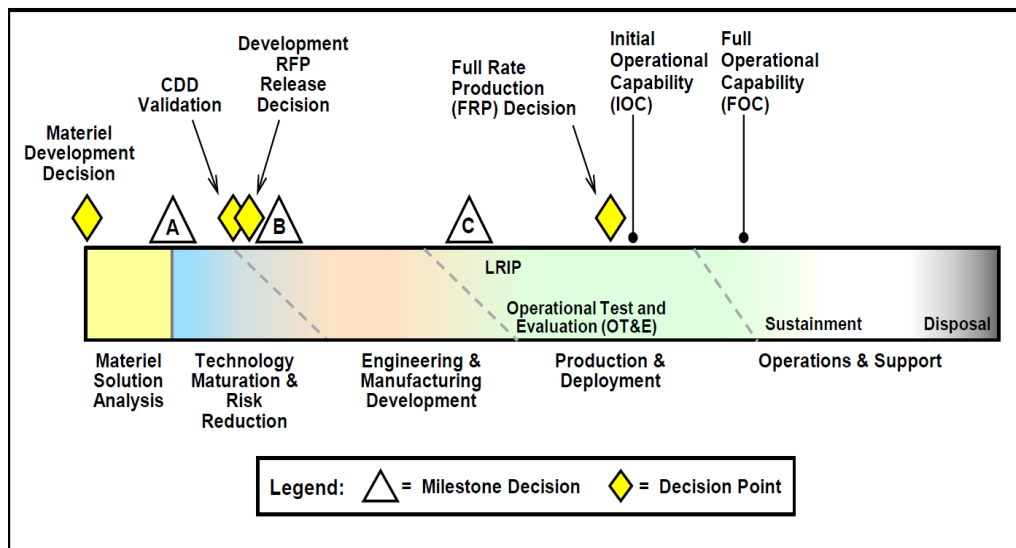 Materiel
Development
Decision
CDD
Validation
Development
RFP
Release
Decision
Full Rate
Production
(FRP) Decision
Initial
Operational
Capability
(IOC)
Full
Operational
Capability
(FOC)
A
B
C
LRIP
Operational Test and
Evaluation (OT&E)
Sustainment
Disposal
Materiel
Solution
Analysis
Technology
Maturation &
Risk
Reduction
Engineering &
Manufacturing
Development
Production &
Deployment
Operations & Support
Legend: = Milestone Decision = Decision Point